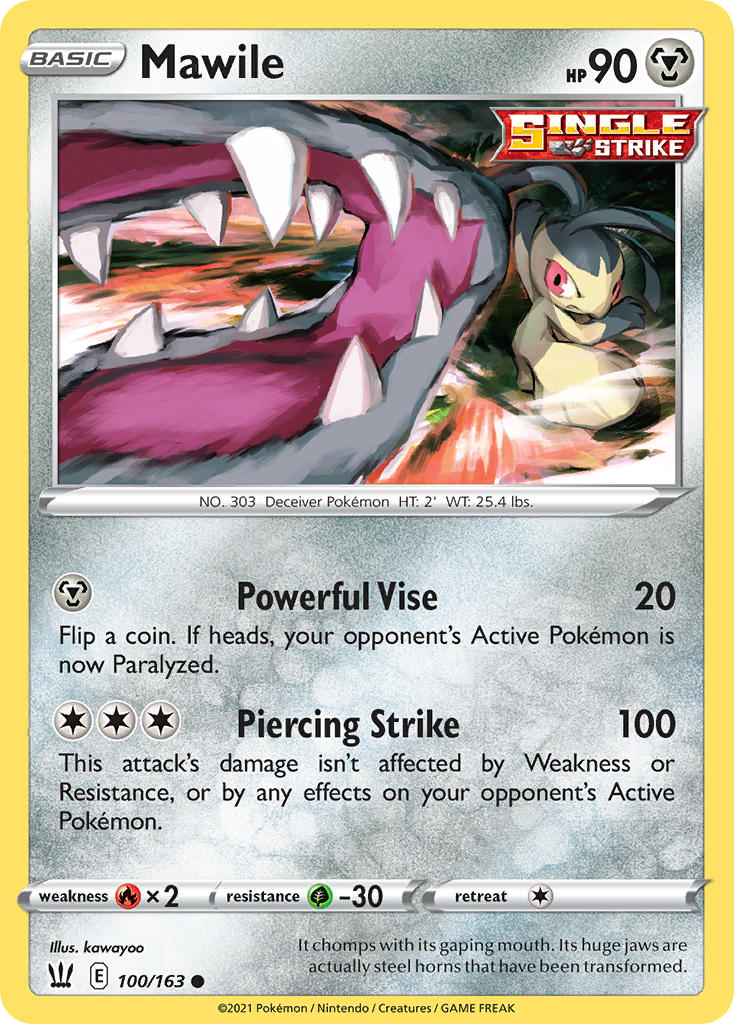 BASIC Mawile HP 90
SINGLE
STRIKE
NO. 303 Deceiver Pokémon HT: 2' WT: 25.4 lbs.
Powerful Vise 20
Flip a coin. If heads, your opponent's Active Pokémon is
now Paralyzed.
Piercing Strike 100
This attack's damage isn't affected by Weakness or
Resistance, or by any effects on your opponent's Active
Pokémon.
weakness ×2 resistance -30 retreat
Illus. kawayoo
It chomps with its gaping mouth. Its huge jaws are
actually steel horns that have been transformed.
E 100/163
©2021 Pokémon / Nintendo / Creatures / GAME FREAK